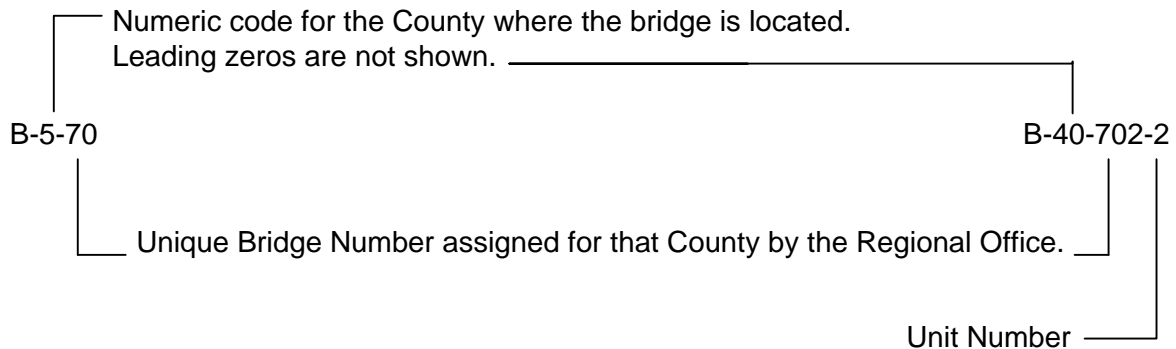 Numeric code for the County where the bridge is located.
Leading zeros are not shown.
B-5-70
B-40-702-2
Unique Bridge Number assigned for that County by the Regional Office.
Unit Number